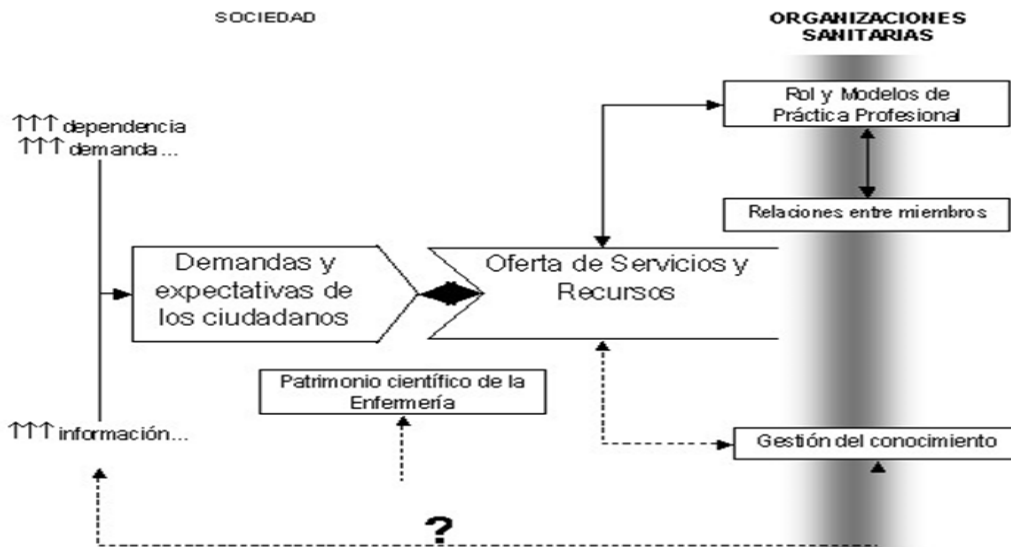 SOCIEDAD
ORGANIZACIONES
SANITARIAS
Rol y Modelos de
Práctica Profesional
↑↑↑ dependencia
↑↑↑ demanda...
Relaciones entre miembros
Demandas y
expectativas de
los ciudadanos
Oferta de Servicios y
Recursos
Patrimonio científico de la
Enfermería
↑↑↑ información...
Gestión del conocimiento
?